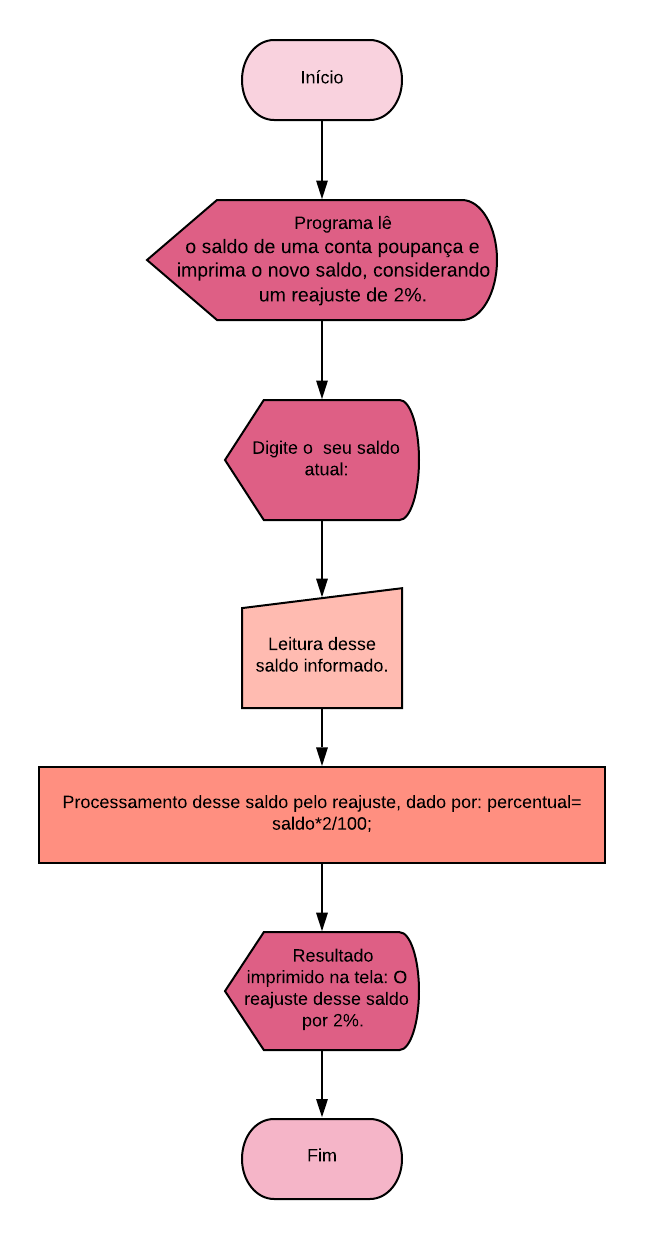 Início
Programa lê
o saldo de uma conta poupança e
imprima o novo saldo, considerando
um reajuste de 2%.
Digite o  seu saldo
atual:
Leitura desse
saldo informado.
Processamento desse saldo pelo reajuste, dado por: percentual=
saldo*2/100;
Resultado
imprimido na tela: O
reajuste desse saldo
por 2%.
Fim